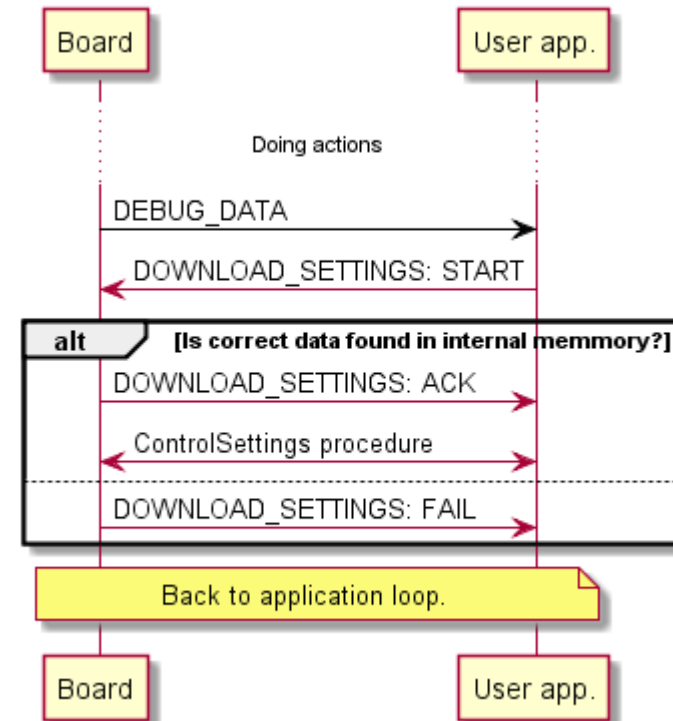 Board
User app.
Doing actions
DEBUG_DATA
DOWNLOAD_SETTINGS: START
alt
[Is correct data found in internal memmory?]
DOWNLOAD_SETTINGS: ACK
ControlSettings procedure
DOWNLOAD_SETTINGS: FAIL
Back to application loop.
Board
User app.